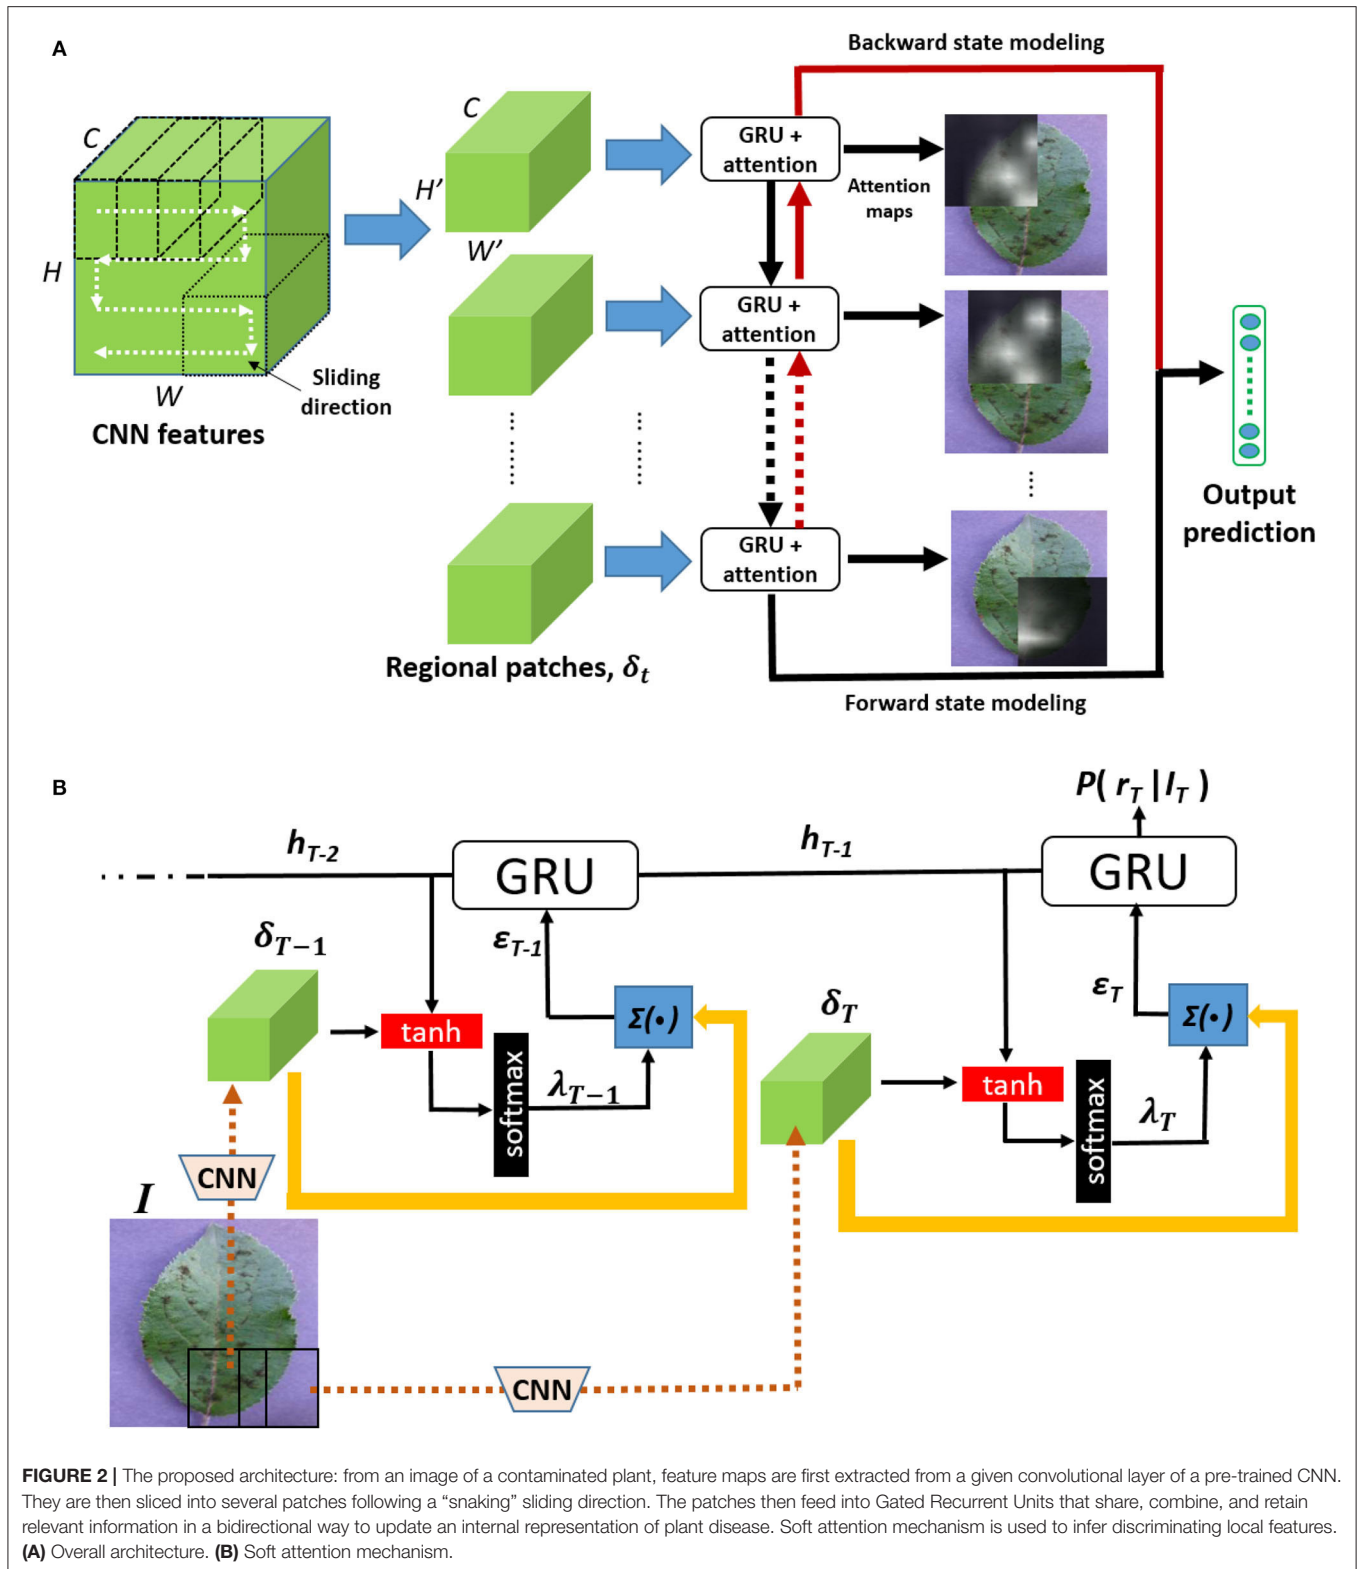 A
Backward state modeling
C
C
H'
H
W'
W
Sliding
direction
CNN features
GRU +
attention
Attention
maps
GRU +
attention
GRU +
attention
Regional patches, δt
Forward state modeling
Output
prediction
B
P( rT | IT )
hT-2
GRU
hT-1
GRU
δT−1
εT-1
Σ(•)
tanh
softmax
λT−1
δT
εT
Σ(•)
tanh
softmax
λT
CNN
I
CNN
FIGURE 2 | The proposed architecture: from an image of a contaminated plant, feature maps are first extracted from a given convolutional layer of a pre-trained CNN.
They are then sliced into several patches following a “snaking” sliding direction. The patches then feed into Gated Recurrent Units that share, combine, and retain
relevant information in a bidirectional way to update an internal representation of plant disease. Soft attention mechanism is used to infer discriminating local features.
(A) Overall architecture. (B) Soft attention mechanism.